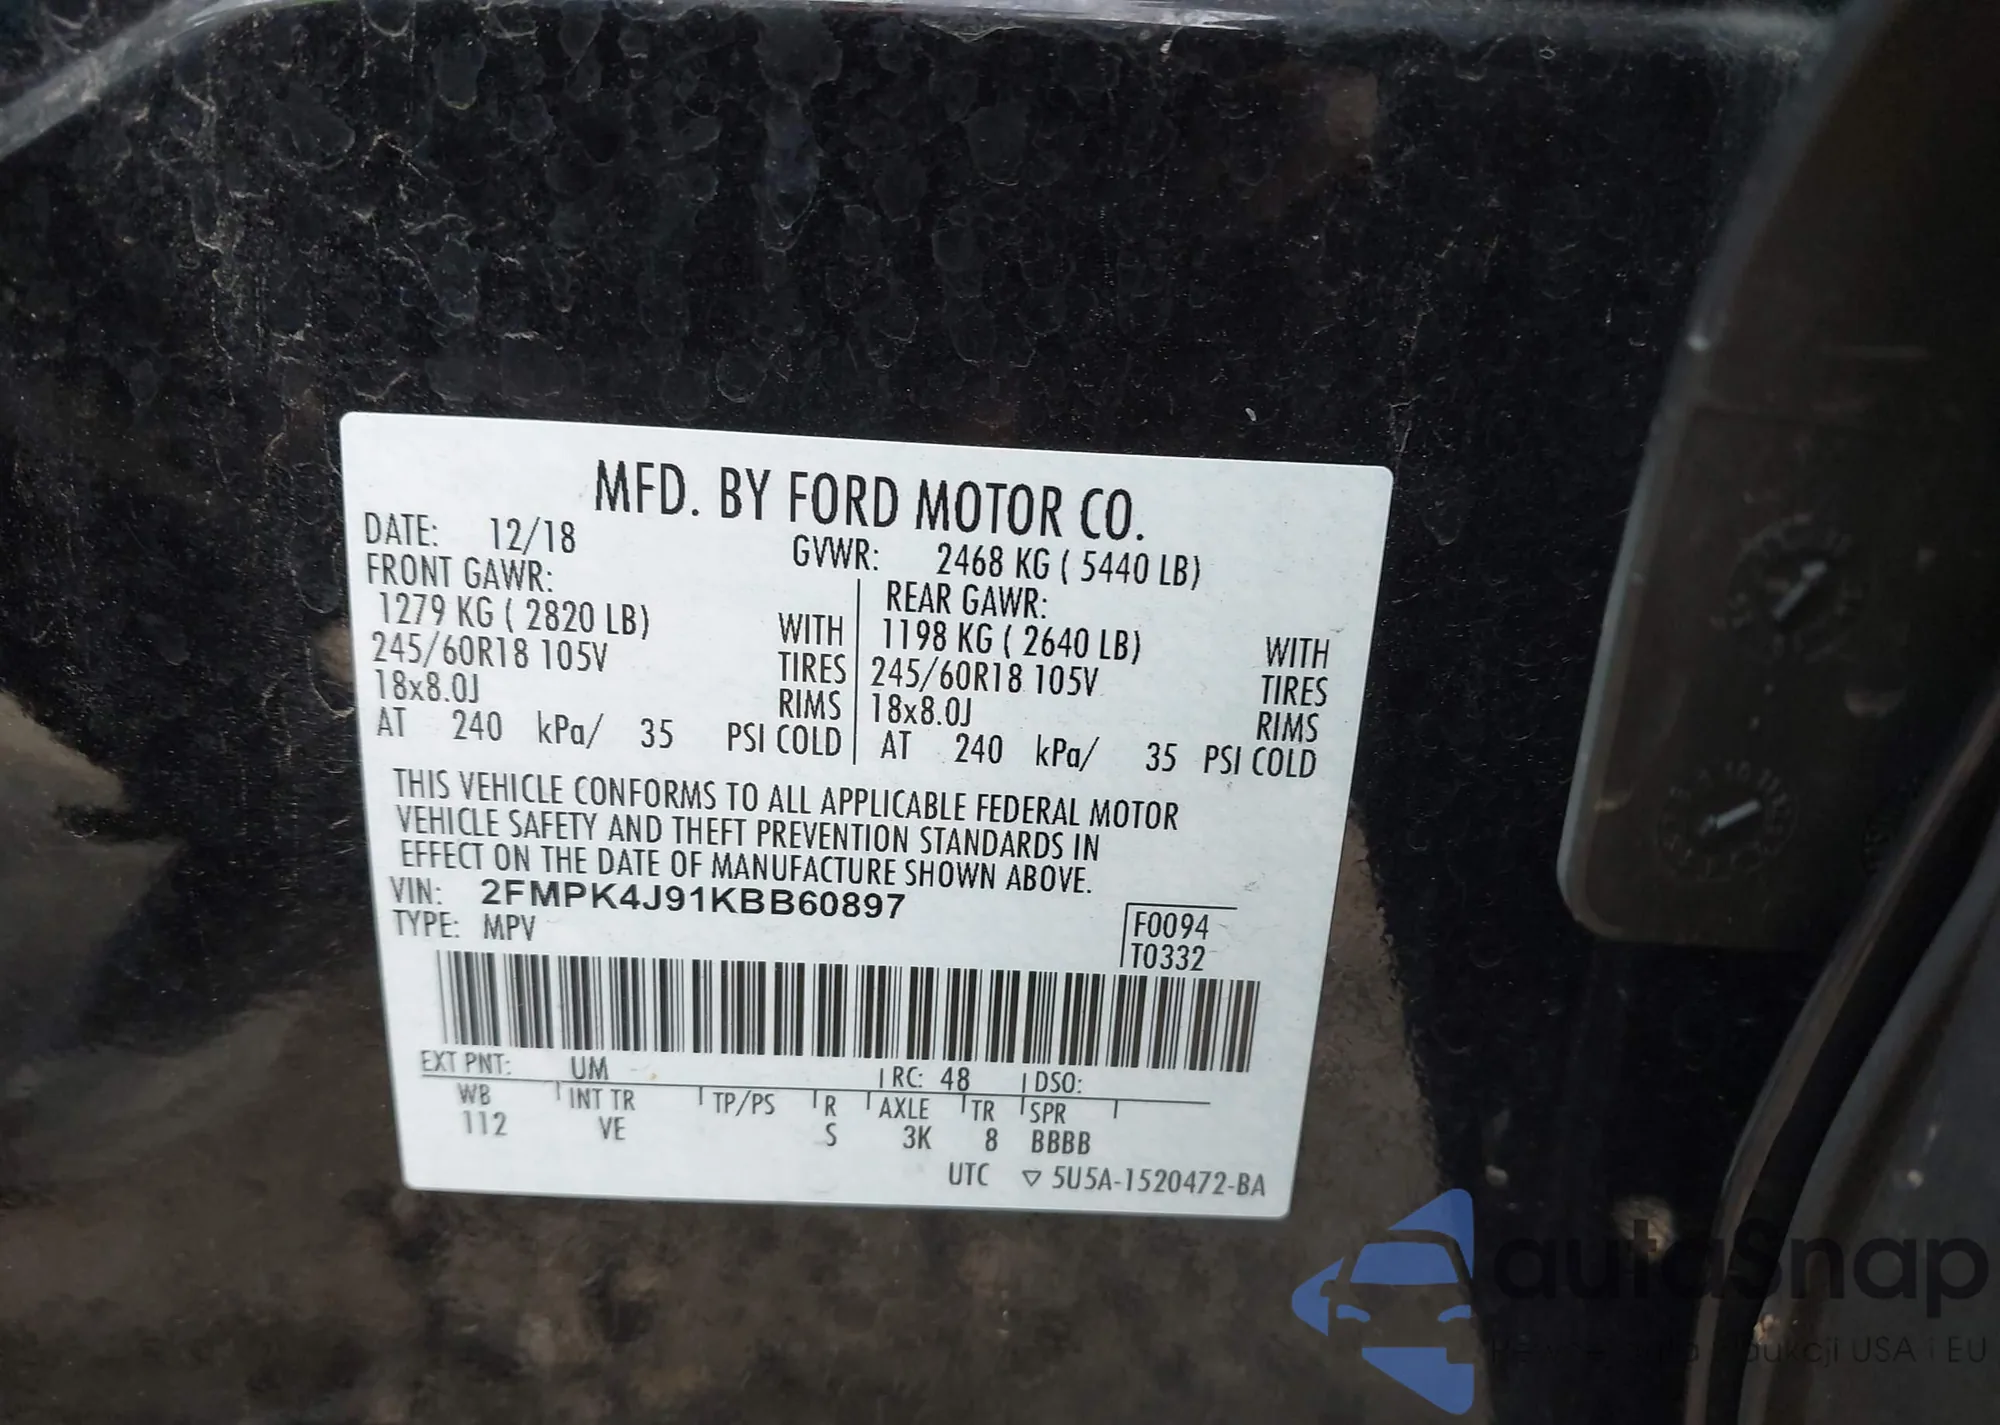 MFD. BY FORD MOTOR CO.
DATE: 12/18
GVWR: 2468 KG ( 5440 LB)
FRONT GAWR:
1279 KG ( 2820 LB) WITH
245/60R18 105V TIRES
18x8.0J RIMS
AT 240 kPa/ 35 PSI COLD
REAR GAWR:
1198 KG ( 2640 LB) WITH
245/60R18 105V TIRES
18x8.0J RIMS
AT 240 kPa/ 35 PSI COLD
THIS VEHICLE CONFORMS TO ALL APPLICABLE FEDERAL MOTOR
VEHICLE SAFETY AND THEFT PREVENTION STANDARDS IN
EFFECT ON THE DATE OF MANUFACTURE SHOWN ABOVE.
VIN: 2FMPK4J91KBB60897
TYPE: MPV
F0094
T0332
EXT PNT: UM RC: 48 DSO:
WB INT TR TP/PS R AXLE TR SPR
112 VE S 3K 8 BBBB
UTC ▽ 5U5A-1520472-BA
autaSnap
USA i EU